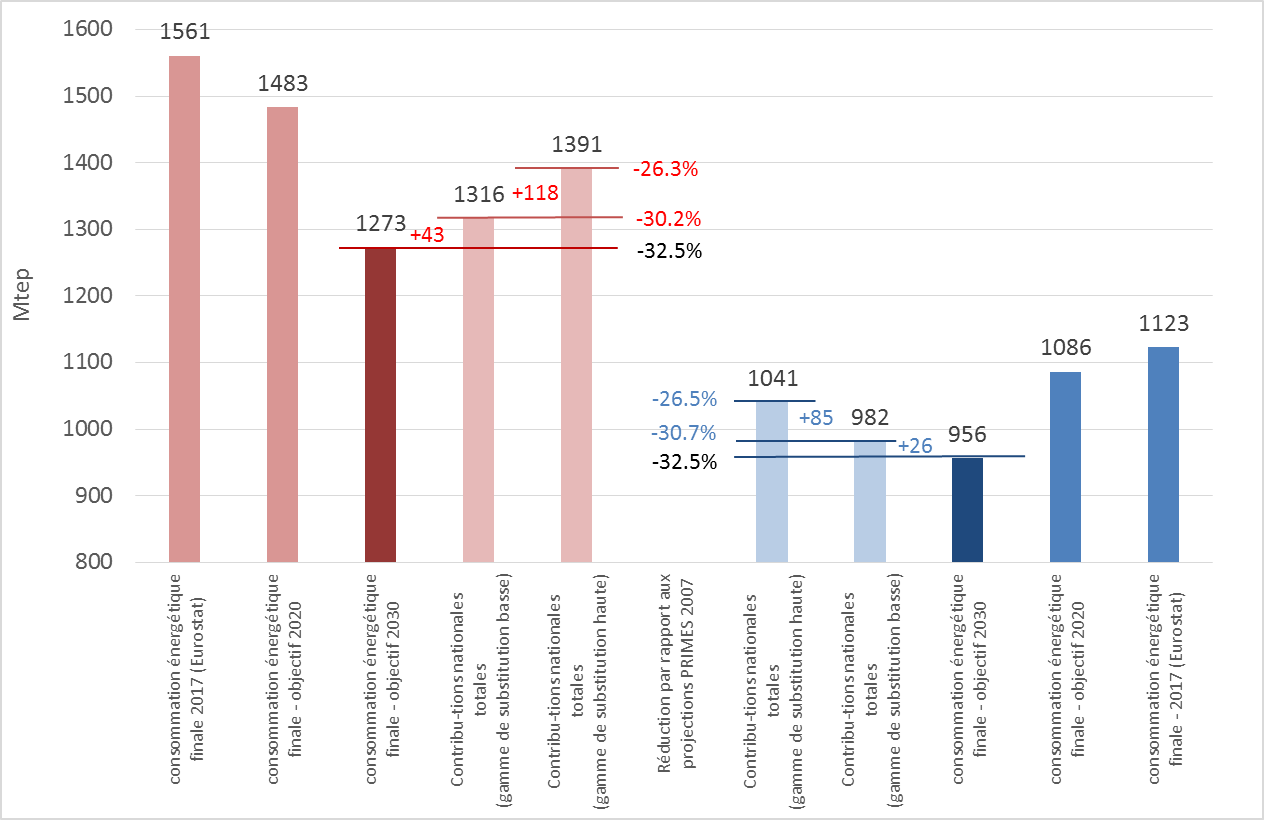 1600
1500
1400
1300
1200
1100
1000
900
800
Mtep
1561
1483
1273
+43
1316
+118
1391
-26.3%
-30.2%
-32.5%
-26.5%
-30.7%
-32.5%
1041
+85
982
+26
956
1086
1123
consommation énergétique
finale 2017 (Eurostat)
consommation énergétique
finale - objectif 2020
consommation énergétique
finale - objectif 2030
Contribu-tions nationales
totales
(gamme de substitution basse)
Contribu-tions nationales
totales
(gamme de substitution haute)
Réduction par rapport aux
projections PRIMES 2007
Contribu-tions nationales
totales
(gamme de substitution haute)
Contribu-tions nationales
totales
(gamme de substitution basse)
consommation énergétique
finale - objectif 2030
consommation énergétique
finale - objectif 2020
consommation énergétique
finale - 2017 (Eurostat)